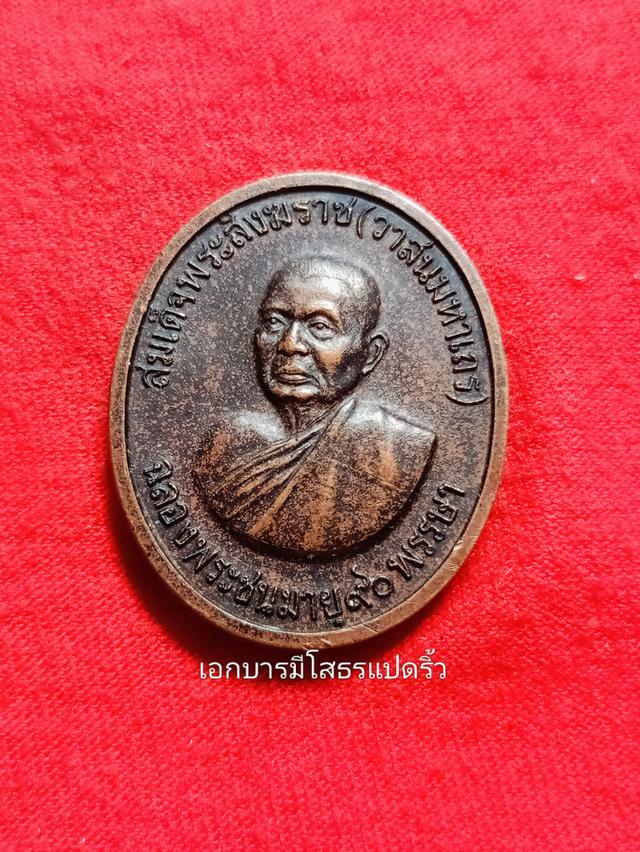 สมเด็จพระสังฆราช (วาสนมหาเถร)
ฉลองพระชนมายุ ๙๐ พรรษา
เอกบารมีโสธรแปดริ้ว